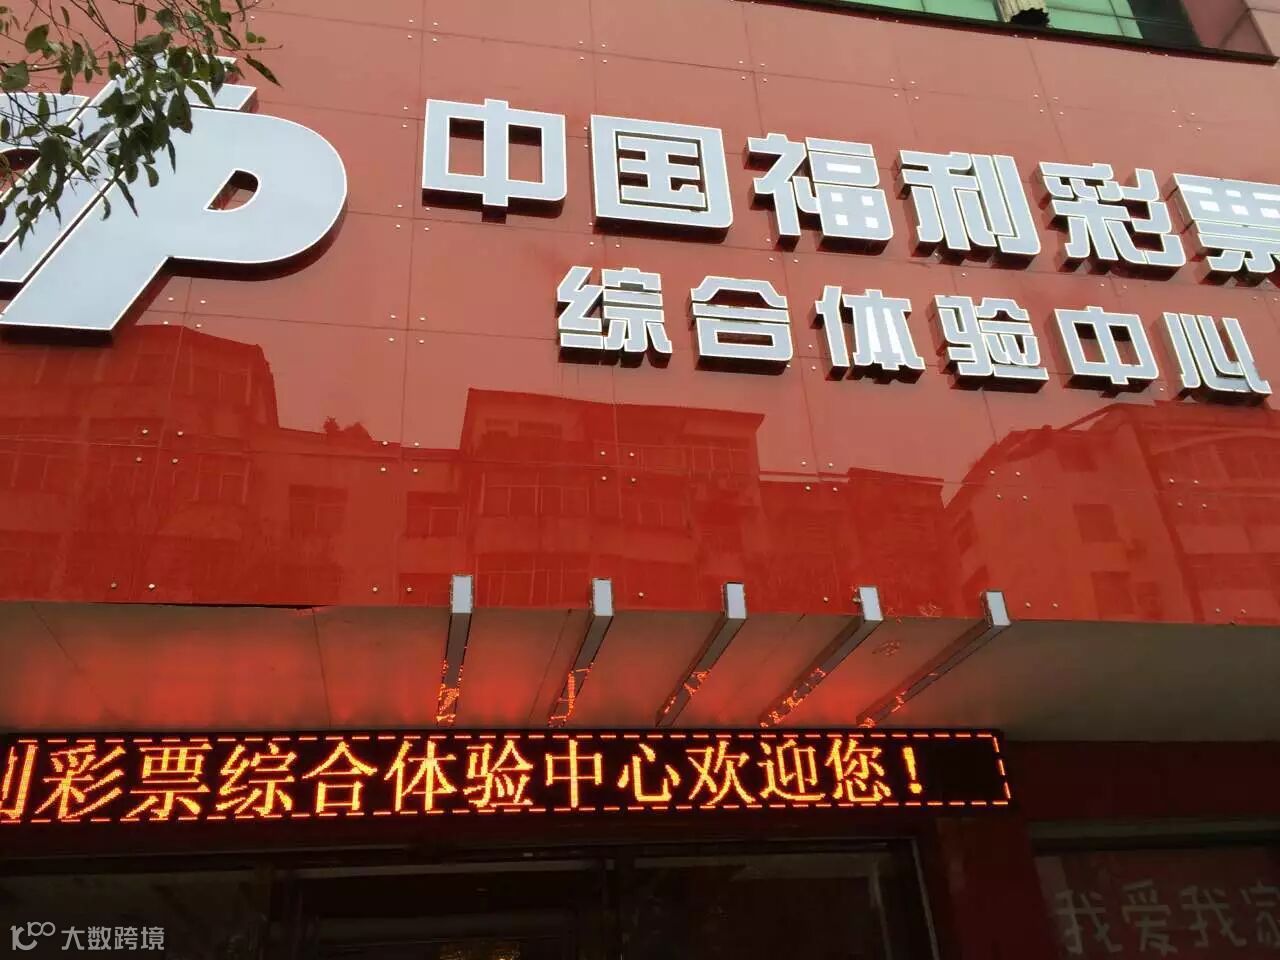 中国福利彩票
综合体验中心
利彩票综合体验中心欢迎您！
我爱我家
大数跨境